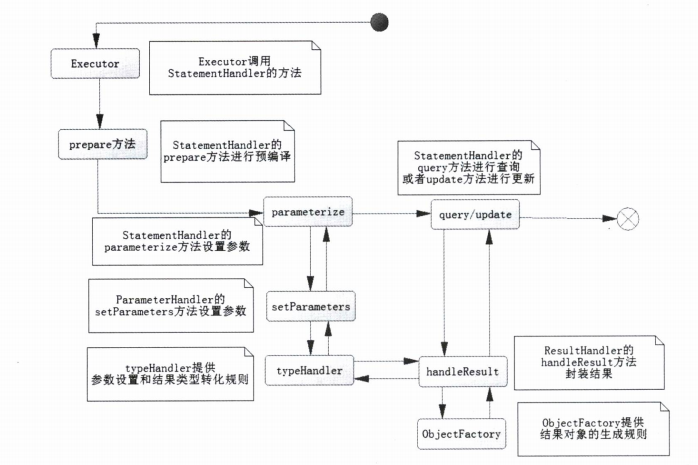 Executor
Executor调用
StatementHandler的方法
prepare方法
StatementHandler的
prepare方法进行预编译
StatementHandler的
query方法进行查询
或者update方法进行更新
parameterize
query/update
StatementHandler的
parameterize方法设置参数
ParameterHandler的
setParameters方法设置参数
setParameters
typeHandler提供
参数设置和结果类型转化规则
typeHandler
handleResult
ResultHandler的
handleResult方法
封装结果
ObjectFactory
ObjectFactory提供
结果对象的生成规则